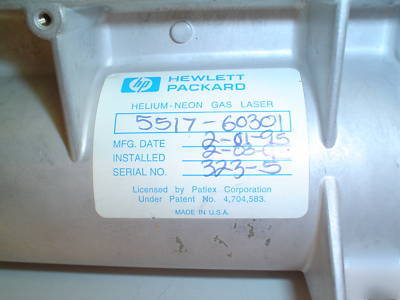 hp HEWLETT
PACKARD
HELIUM-NEON GAS LASER
5517-60301
MFG. DATE 2-01-95
INSTALLED
SERIAL NO. 323-5
Licensed by Patlex Corporation
Under Patent No. 4,704,583.
MADE IN U.S.A.